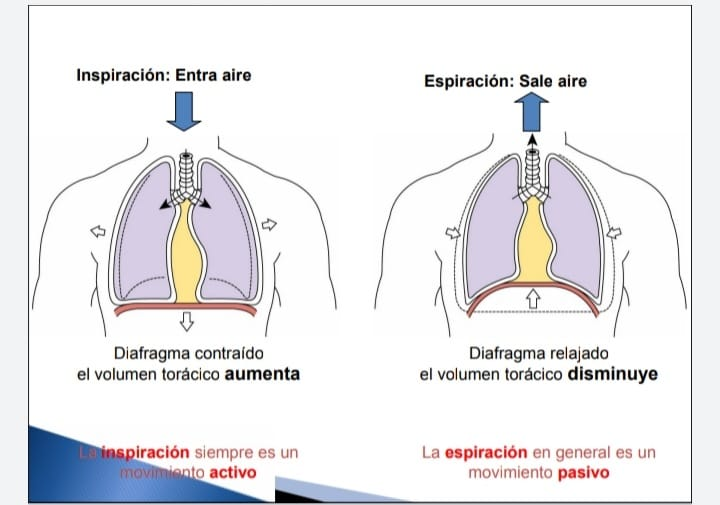 Inspiración: Entra aire
Diafragma contraído
el volumen torácico aumenta
La inspiración siempre es un
movimiento activo
Espiración: Sale aire
Diafragma relajado
el volumen torácico disminuye
La espiración en general es un
movimiento pasivo